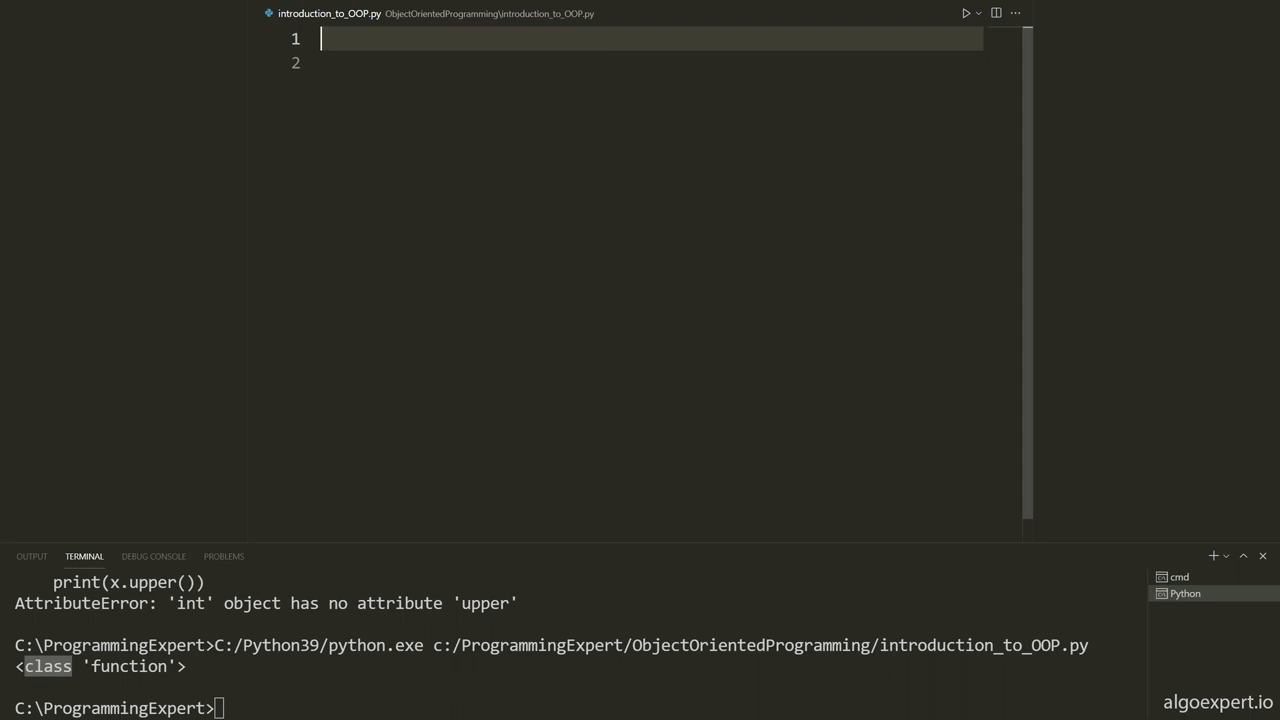 introduction_to_OOP.py ObjectOrientedProgramming\introduction_to_OOP.py
1
2
OUTPUT TERMINAL DEBUG CONSOLE PROBLEMS
print(x.upper())
AttributeError: 'int' object has no attribute 'upper'
C:\ProgrammingExpert>C:/Python39/python.exe c:/ProgrammingExpert/ObjectOrientedProgramming/introduction_to_OOP.py
<class 'function'>
C:\ProgrammingExpert>
cmd
Python
algoexpert.io